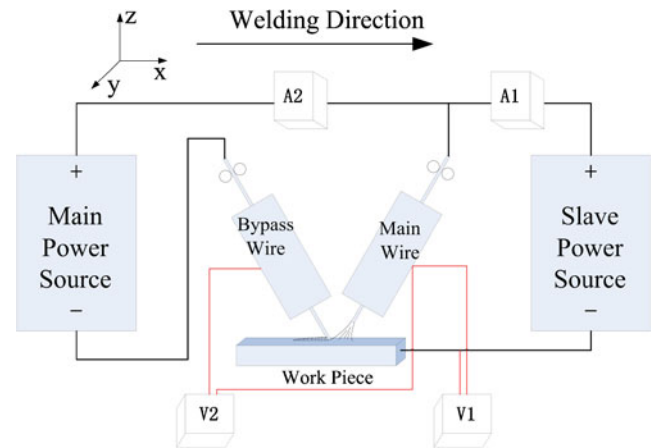 Welding Direction
z
x
y
A2
A1
+
Main
Power
Source
−
Bypass
Wire
Main
Wire
+
Slave
Power
Source
−
Work Piece
V2
V1